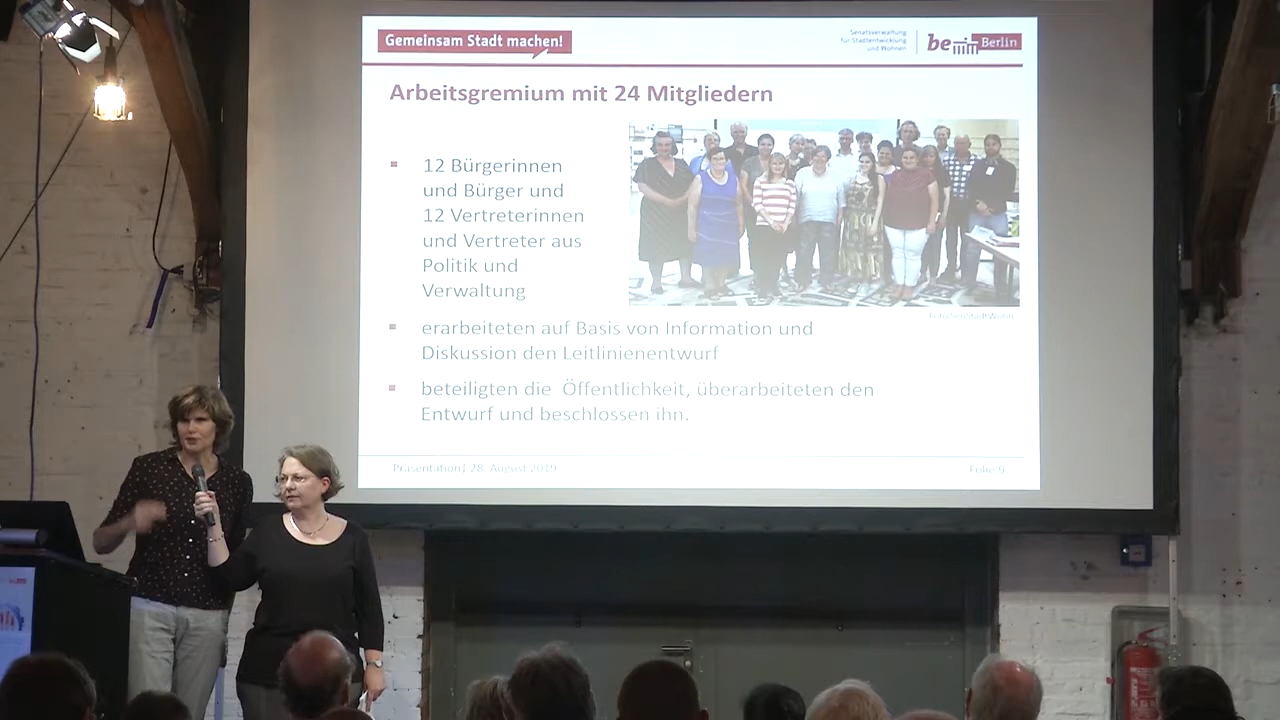 Gemeinsam Stadt machen!
Senatsverwaltung
für Stadtentwicklung
und Wohnen
be Berlin
Arbeitsgremium mit 24 Mitgliedern
12 Bürgerinnen
und Bürger und
12 Vertreterinnen
und Vertreter aus
Politik und
Verwaltung
Foto:SenStadtWohn
erarbeiteten auf Basis von Information und
Diskussion den Leitlinienentwurf
beteiligten die Öffentlichkeit, überarbeiteten den
Entwurf und beschlossen ihn.
Präsentation| 28. August 2019
Folie 9